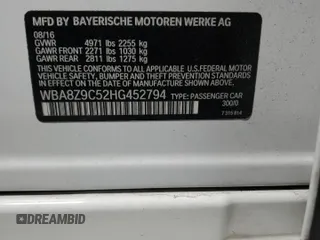 MFD BY BAYERISCHE MOTOREN WERKE AG
08/16
GVWR 4971 lbs 2255 kg
GAWR FRONT 2271 lbs 1030 kg
GAWR REAR 2811 lbs 1275 kg
THIS VEHICLE CONFORMS TO ALL APPLICABLE U.S. FEDERAL MOTOR
VEHICLE SAFETY, BUMPER AND THEFT PREVENTION STANDARDS
IN EFFECT ON THE DATE OF MANUFACTURE SHOWN ABOVE.
WBA8Z9C52HG452794 TYPE: PASSENGER CAR
300/0
DREAMBID